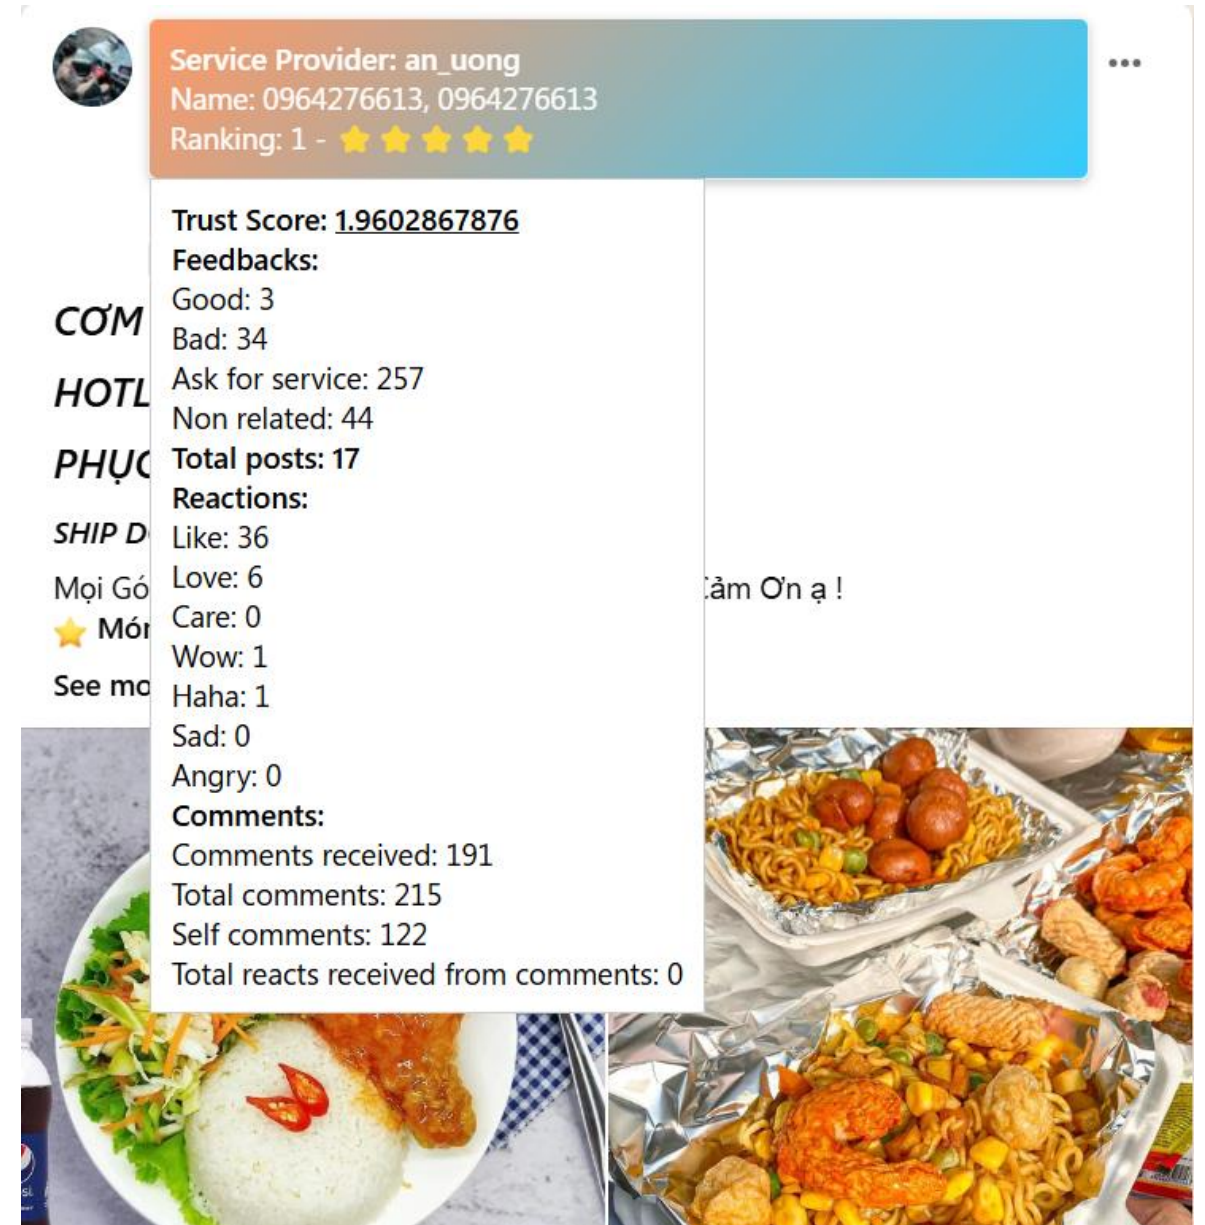 Service Provider: an_uong
Name: 0964276613, 0964276613
Ranking: 1 - ⭐⭐⭐⭐⭐
Trust Score: 1.9602867876
Feedbacks:
Good: 3
Bad: 34
Ask for service: 257
Non related: 44
Total posts: 17
Reactions:
Like: 36
Love: 6
Care: 0
Wow: 1
Haha: 1
Sad: 0
Angry: 0
Comments:
Comments received: 191
Total comments: 215
Self comments: 122
Total reacts received from comments: 0
CƠM
HOTL
PHỤC
SHIP D
Mọi Gó
ảm Ơn ạ !
⭐ Mór
See mo